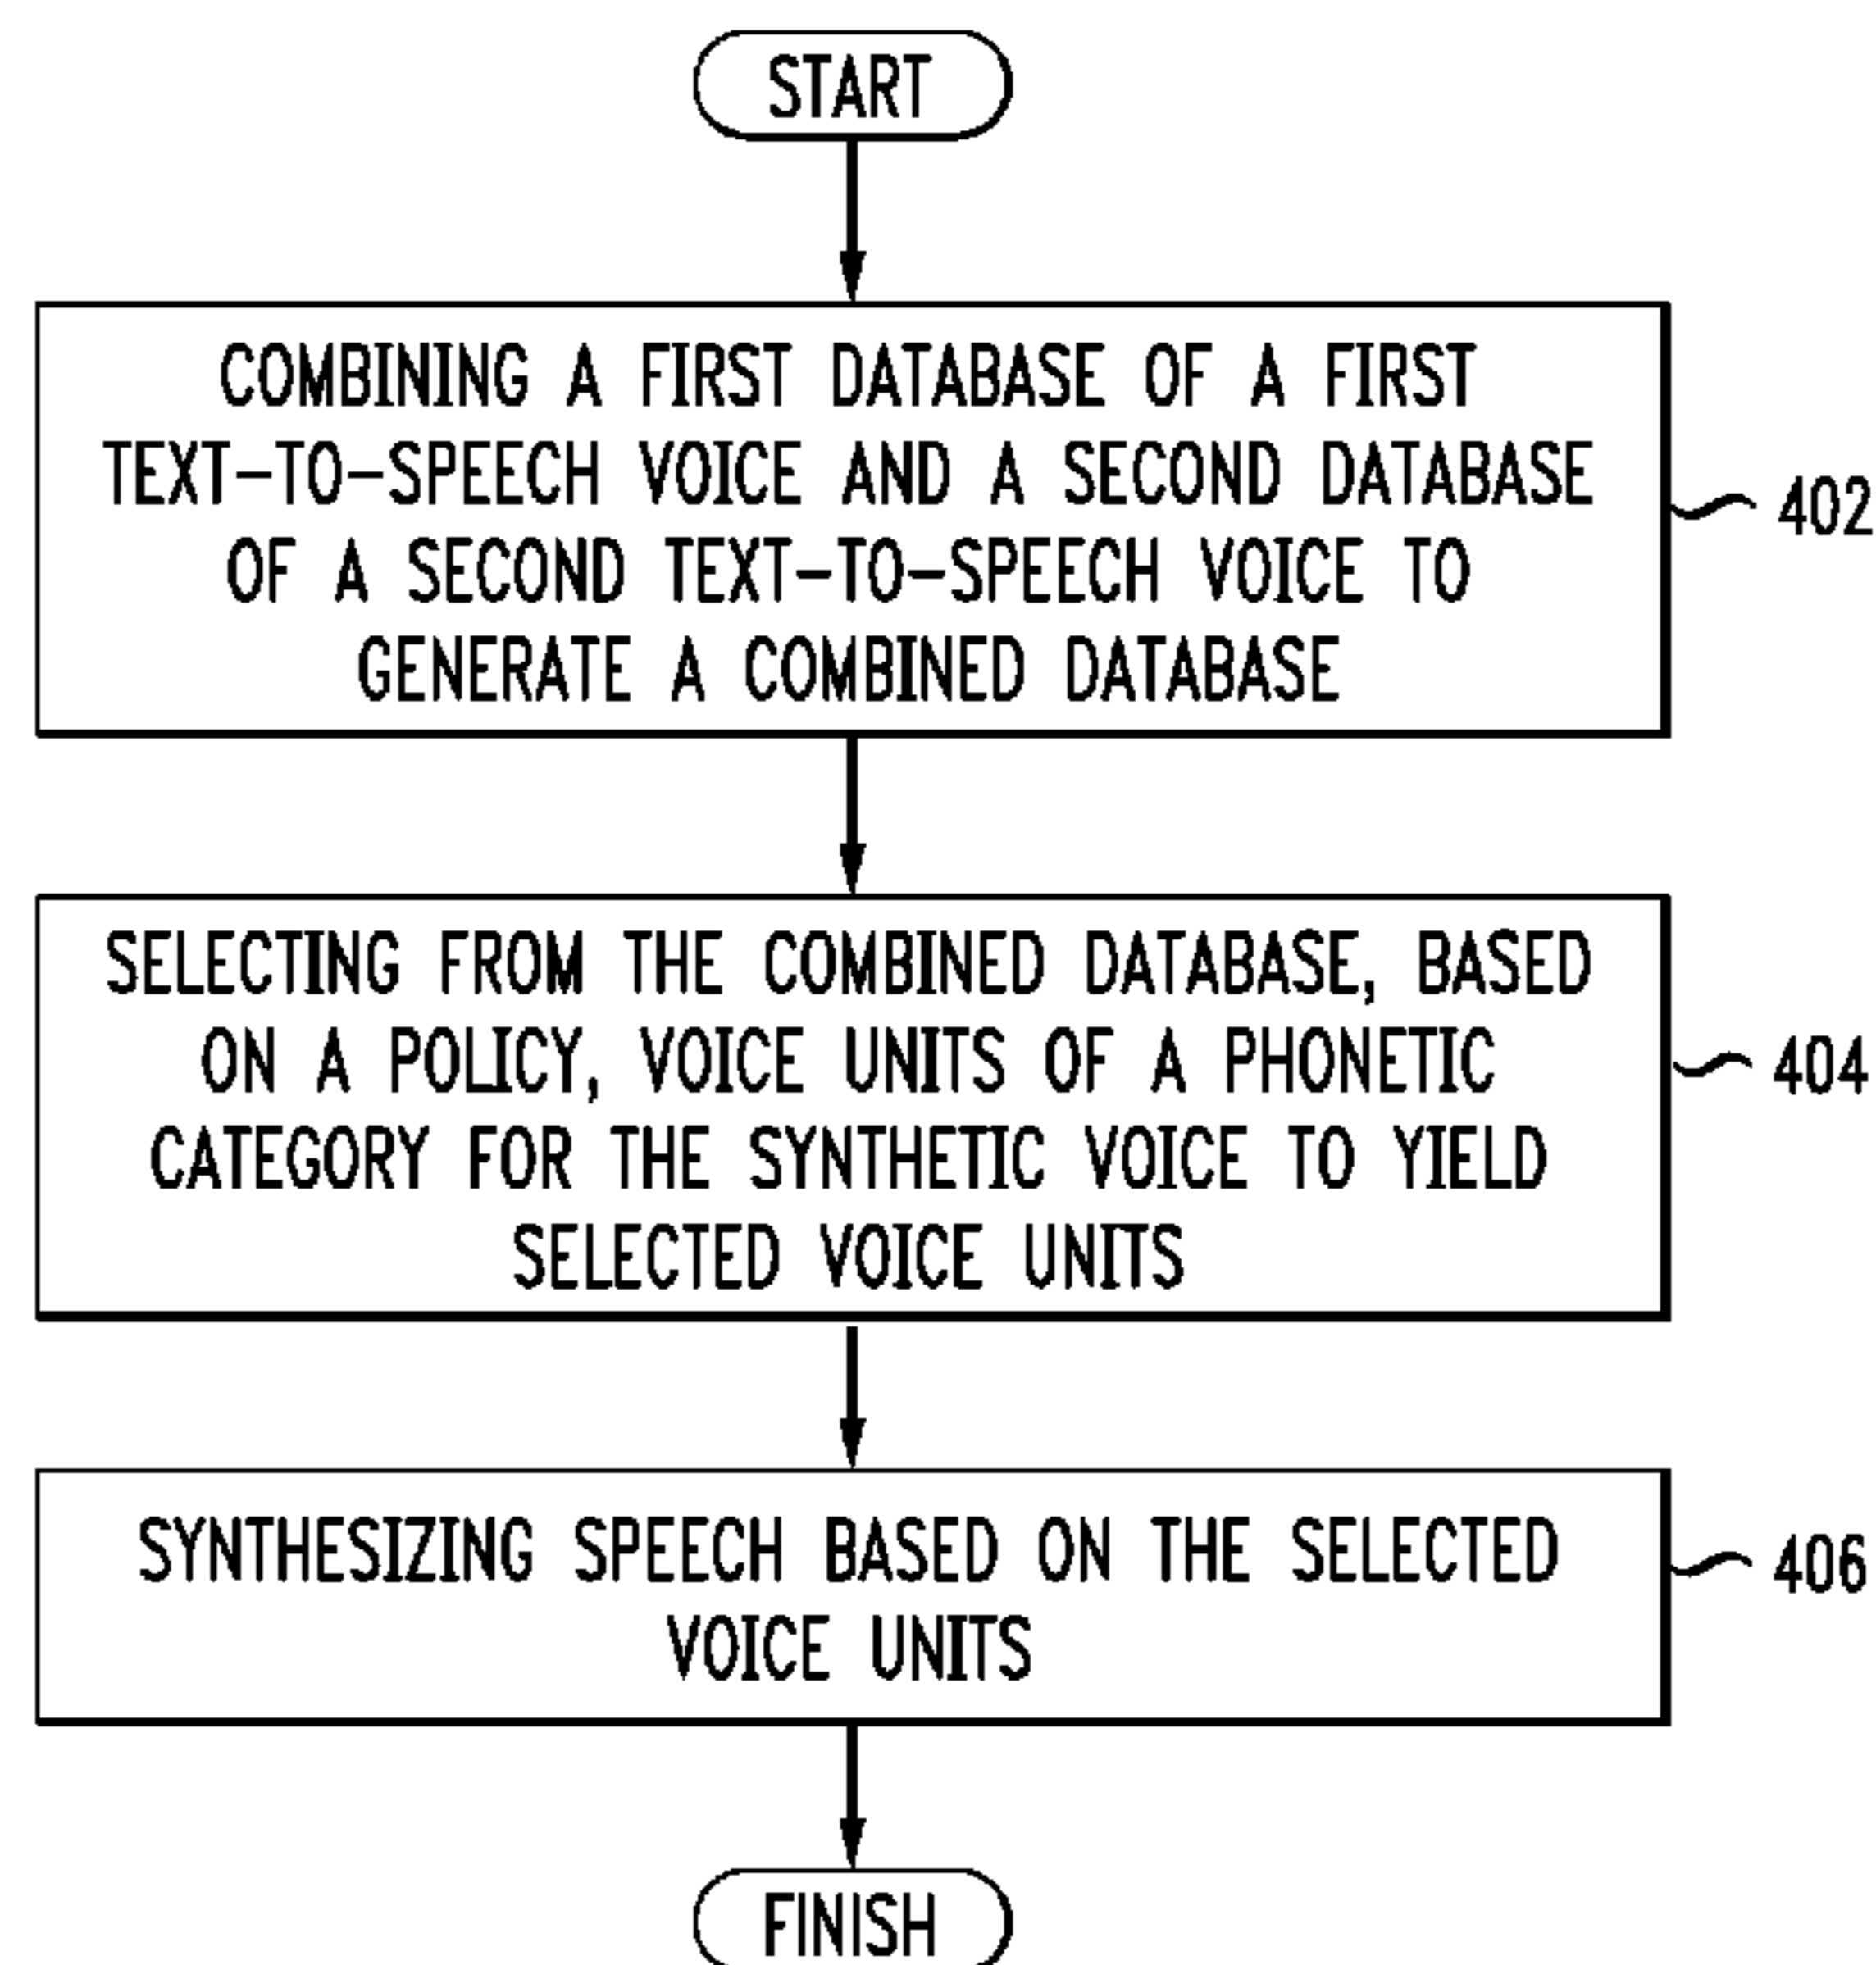 START
COMBINING A FIRST DATABASE OF A FIRST
TEXT-TO-SPEECH VOICE AND A SECOND DATABASE
OF A SECOND TEXT-TO-SPEECH VOICE TO
GENERATE A COMBINED DATABASE
402
SELECTING FROM THE COMBINED DATABASE, BASED
ON A POLICY, VOICE UNITS OF A PHONETIC
CATEGORY FOR THE SYNTHETIC VOICE TO YIELD
SELECTED VOICE UNITS
404
SYNTHESIZING SPEECH BASED ON THE SELECTED
VOICE UNITS
406
FINISH